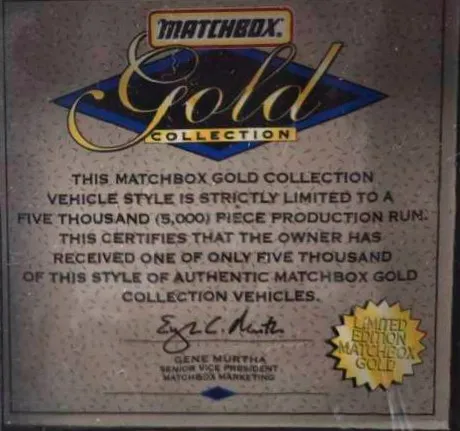 MATCHBOX.
Gold
COLLECTION
THIS MATCHBOX GOLD COLLECTION
VEHICLE STYLE IS STRICTLY LIMITED TO A
FIVE THOUSAND (5,000) PIECE PRODUCTION RUN.
THIS CERTIFIES THAT THE OWNER HAS
RECEIVED ONE OF ONLY FIVE THOUSAND
OF THIS STYLE OF AUTHENTIC MATCHBOX GOLD
COLLECTION VEHICLES.
GENE MURTHA
SENIOR VICE PRESIDENT
MATCHBOX MARKETING
LIMITED
EDITION
MATCHBOX
GOLD